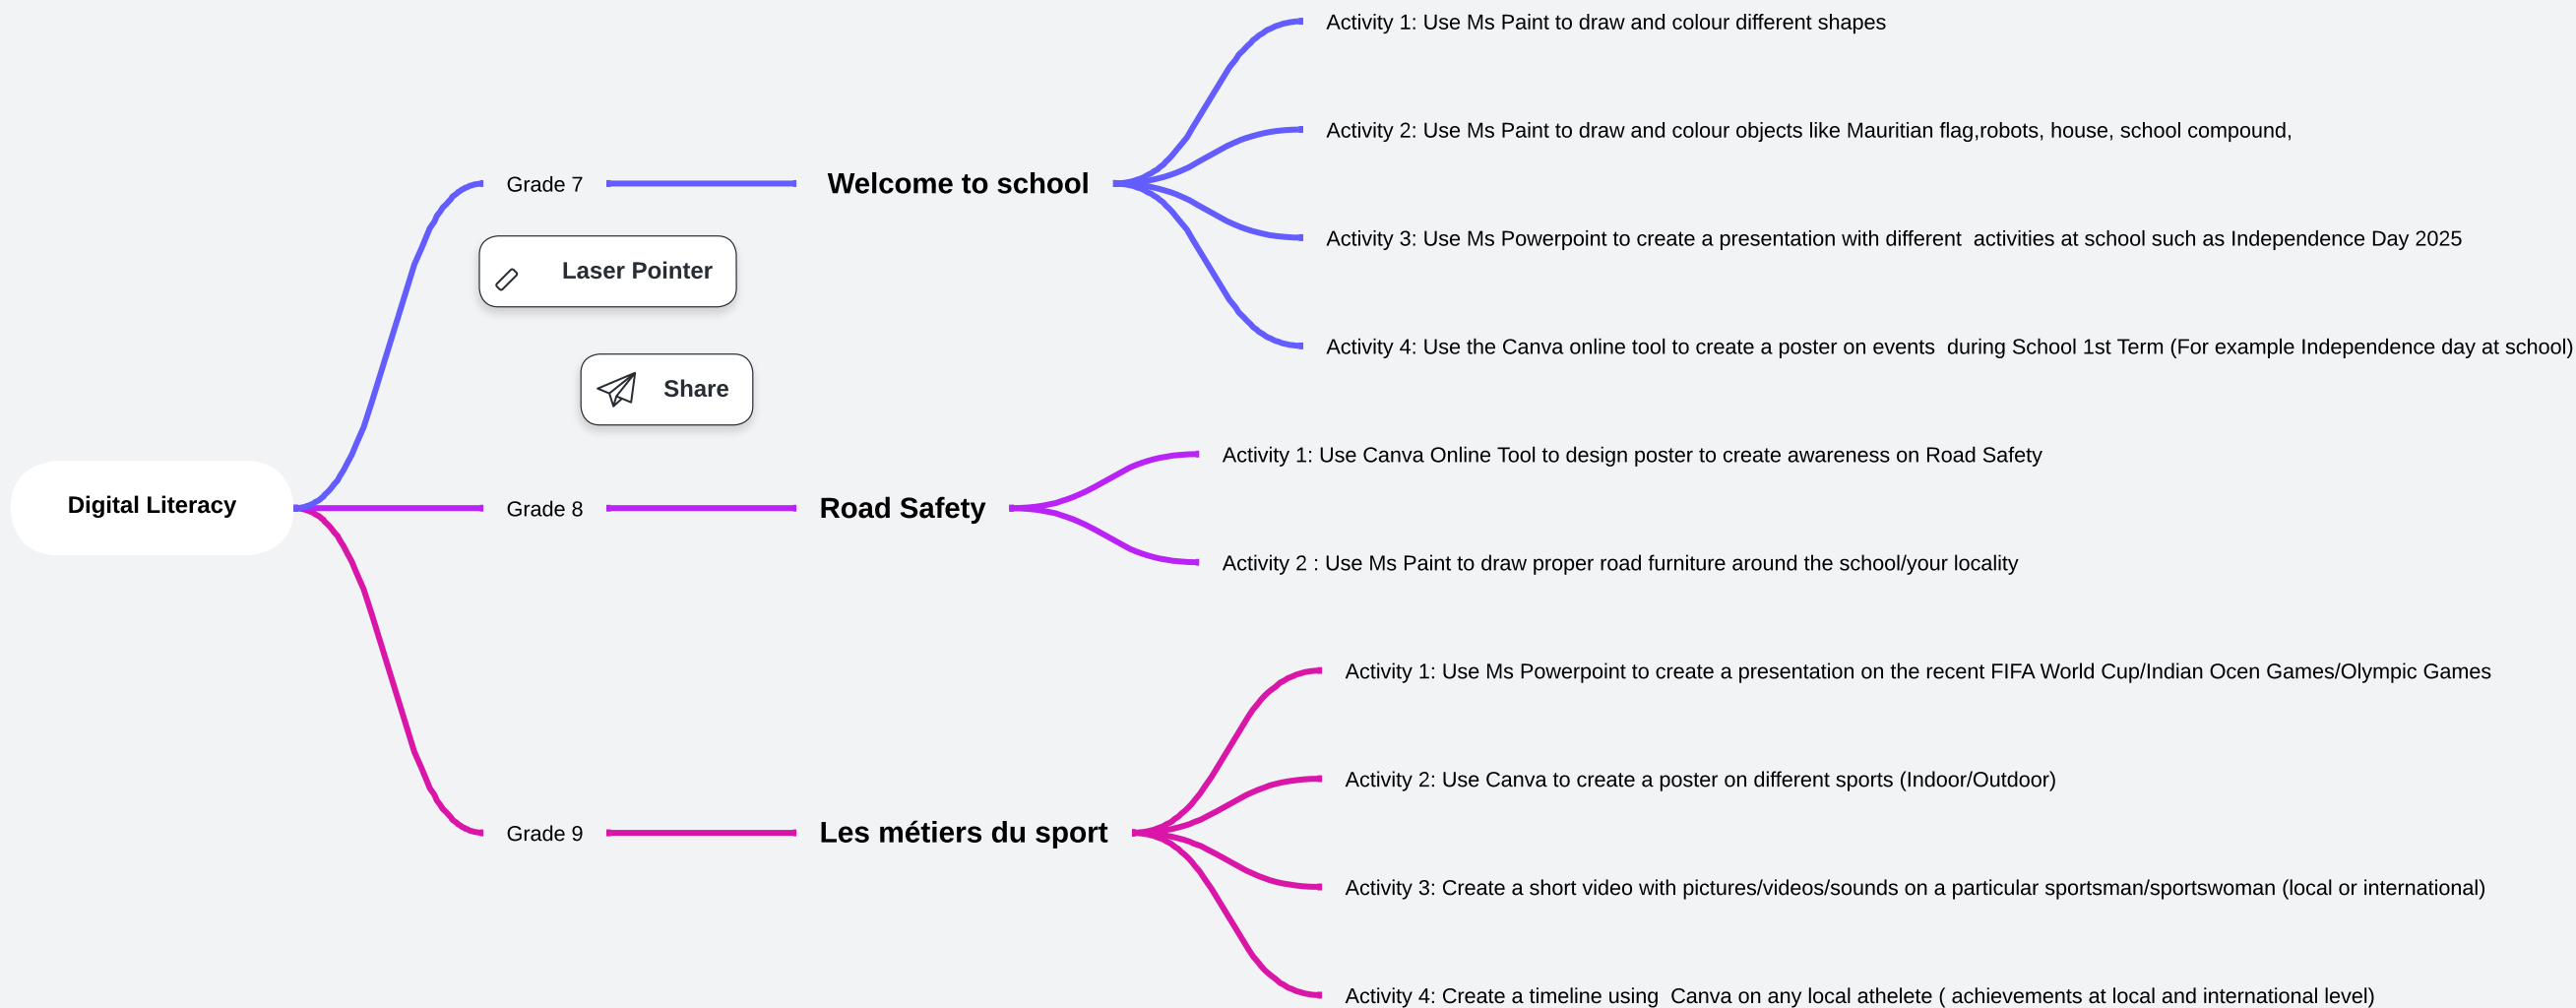 Digital Literacy
Grade 7
Welcome to school
Activity 1: Use Ms Paint to draw and colour different shapes
Activity 2: Use Ms Paint to draw and colour objects like Mauritian flag,robots, house, school compound,
Activity 3: Use Ms Powerpoint to create a presentation with different  activities at school such as Independence Day 2025
Activity 4: Use the Canva online tool to create a poster on events  during School 1st Term (For example Independence day at school)
Laser Pointer
Share
Grade 8
Road Safety
Activity 1: Use Canva Online Tool to design poster to create awareness on Road Safety
Activity 2 : Use Ms Paint to draw proper road furniture around the school/your locality
Grade 9
Les métiers du sport
Activity 1: Use Ms Powerpoint to create a presentation on the recent FIFA World Cup/Indian Ocen Games/Olympic Games
Activity 2: Use Canva to create a poster on different sports (Indoor/Outdoor)
Activity 3: Create a short video with pictures/videos/sounds on a particular sportsman/sportswoman (local or international)
Activity 4: Create a timeline using  Canva on any local athelete ( achievements at local and international level)